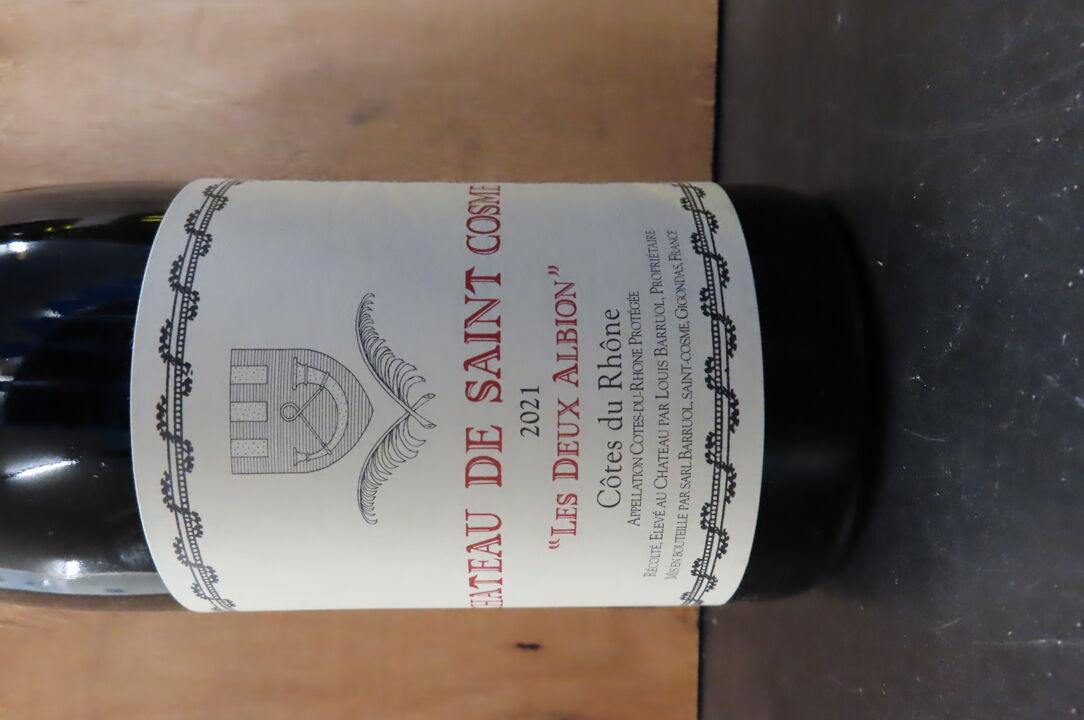 HATEAU DE SAINT COSME
2021
“LES DEUX ALBION”
Côtes du Rhône
APPELLATION COTES-DU-RHONE PROTÉGÉE
RÉCOLTÉ, ELEVÉ AU CHATEAU PAR LOUIS BARRUOL, PROPRIÉTAIRE
MIS EN BOUTEILLE PAR SARL BARRUOL, SAINT-COSME, GIGONDAS, FRANCE